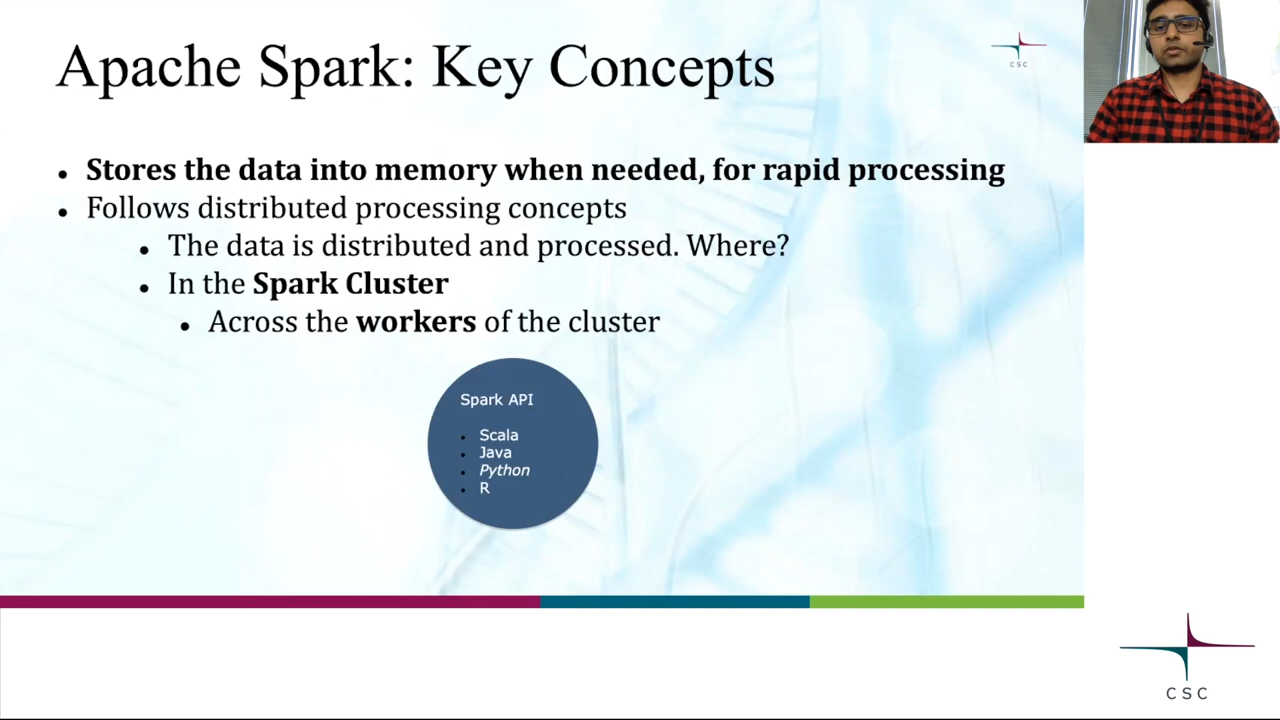 Apache Spark: Key Concepts
CSC
• Stores the data into memory when needed, for rapid processing
• Follows distributed processing concepts
• The data is distributed and processed. Where?
• In the Spark Cluster
• Across the workers of the cluster
Spark API
• Scala
• Java
• Python
• R
CSC